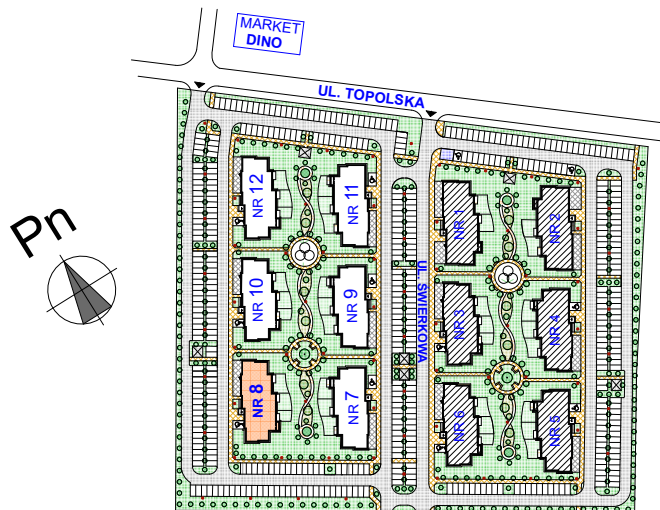 MARKET
DINO
UL. TOPOLSKA
Pn
NR 12
NR 11
NR 1
NR 2
NR 10
NR 9
UL. SWIERKOWA
NR 3
NR 4
NR 8
NR 7
NR 6
NR 5